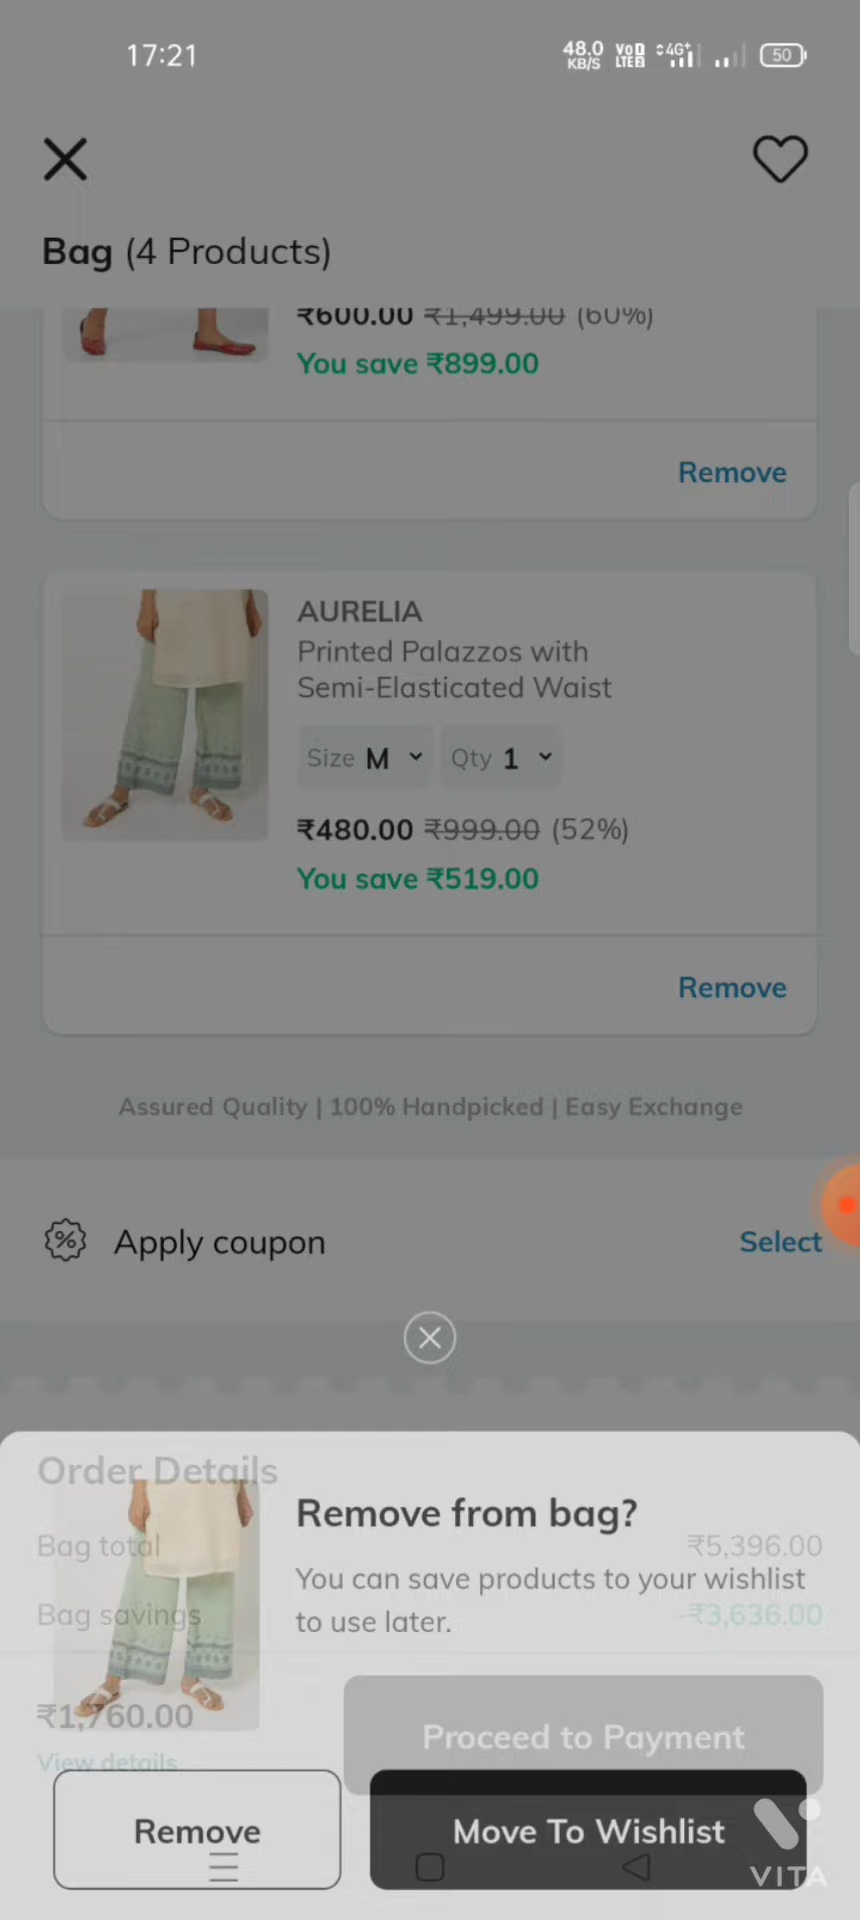 17:21
48.0 KB/S VoD LTE2 4G+ 50
Bag (4 Products)
₹600.00 ₹1,499.00 (60%)
You save ₹899.00
Remove
AURELIA
Printed Palazzos with
Semi-Elasticated Waist
Size M Qty 1
₹480.00 ₹999.00 (52%)
You save ₹519.00
Remove
Assured Quality | 100% Handpicked | Easy Exchange
Apply coupon Select
Order Details
Remove from bag?
Bag total ₹5,396.00
You can save products to your wishlist
Bag savings -₹3,636.00
to use later.
₹1,760.00
Proceed to Payment
View details
Remove
Move To Wishlist
VITA